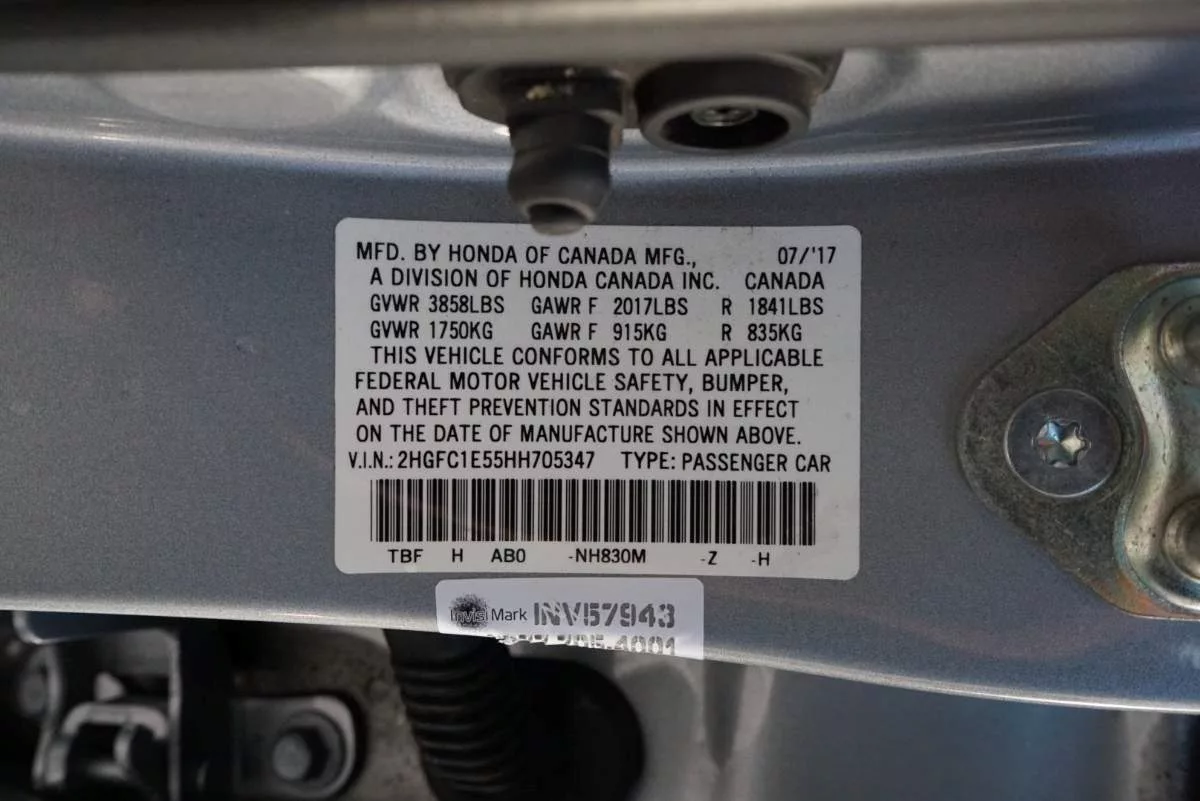 MFD. BY HONDA OF CANADA MFG., 07/'17
A DIVISION OF HONDA CANADA INC. CANADA
GVWR 3858LBS GAWR F 2017LBS R 1841LBS
GVWR 1750KG GAWR F 915KG R 835KG
THIS VEHICLE CONFORMS TO ALL APPLICABLE
FEDERAL MOTOR VEHICLE SAFETY, BUMPER,
AND THEFT PREVENTION STANDARDS IN EFFECT
ON THE DATE OF MANUFACTURE SHOWN ABOVE.
V.I.N.: 2HGFC1E55HH705347 TYPE: PASSENGER CAR
TBF H AB0 -NH830M -Z -H
Invisi Mark INV57943